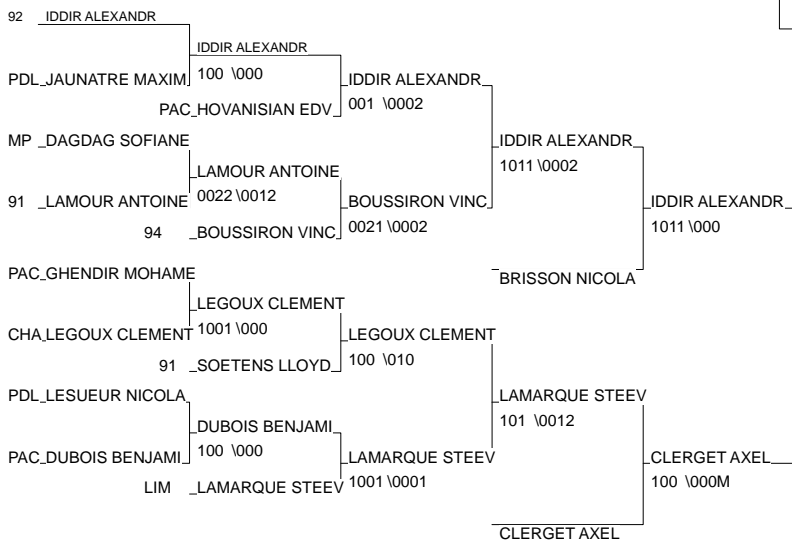 92 IDDIR ALEXANDR
IDDIR ALEXANDR
PDL JAUNATRE MAXIM
100 \000
IDDIR ALEXANDR
PAC HOVANISIAN EDV
001 \0002
MP DAGDAG SOFIANE
IDDIR ALEXANDR
1011 \0002
LAMOUR ANTOINE
91 LAMOUR ANTOINE
0022 \0012
BOUSSIRON VINC
IDDIR ALEXANDR
94 BOUSSIRON VINC
0021 \0002
1011 \000
PAC GHENDIR MOHAME
BRISSON NICOLA
LEGOUX CLEMENT
CHA LEGOUX CLEMENT
1001 \000
LEGOUX CLEMENT
91 SOETENS LLOYD
100 \010
PDL LESUEUR NICOLA
LAMARQUE STEEV
101 \0012
DUBOIS BENJAMI
PAC DUBOIS BENJAMI
100 \000
LAMARQUE STEEV
CLERGET AXEL
LIM LAMARQUE STEEV
1001 \0001
100 \000M
CLERGET AXEL